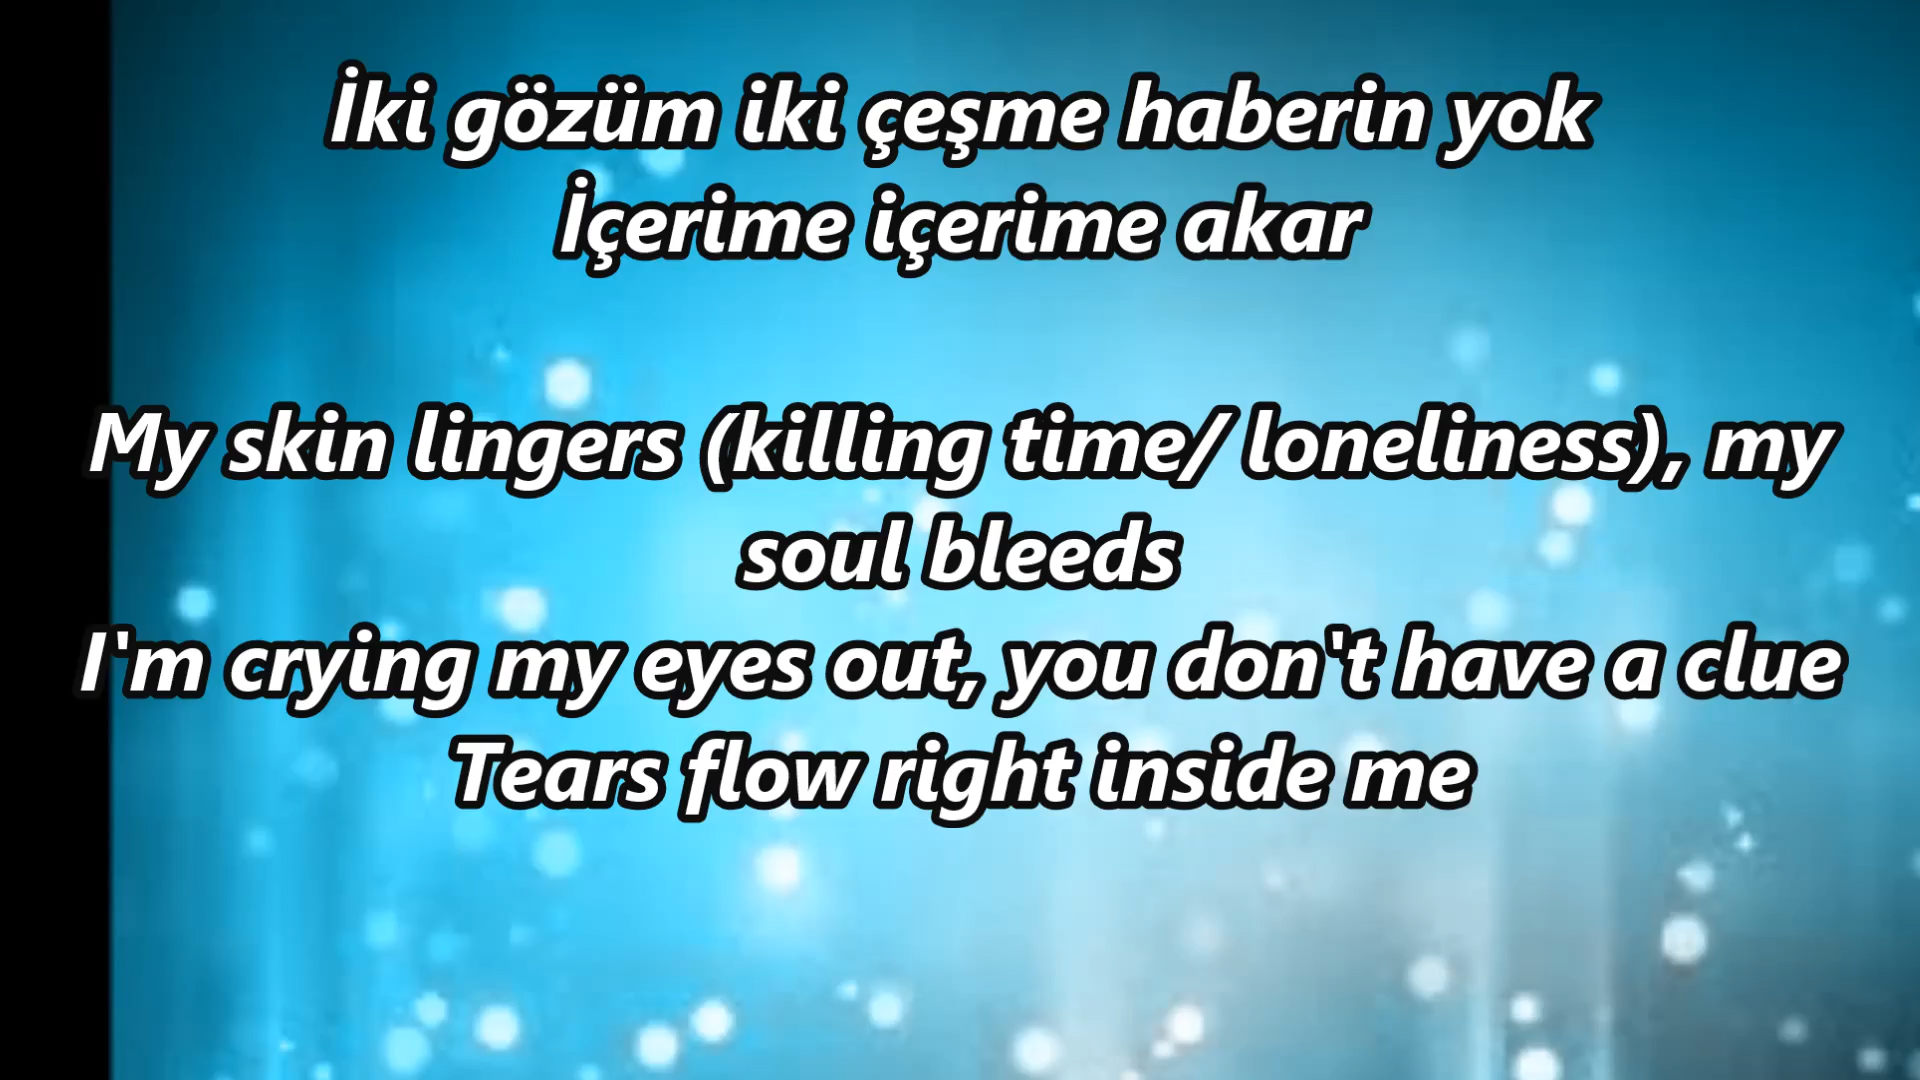 İki gözüm iki çeşme haberin yok
İçerime içerime akar
My skin lingers (killing time/ loneliness), my
soul bleeds
I'm crying my eyes out, you don't have a clue
Tears flow right inside me